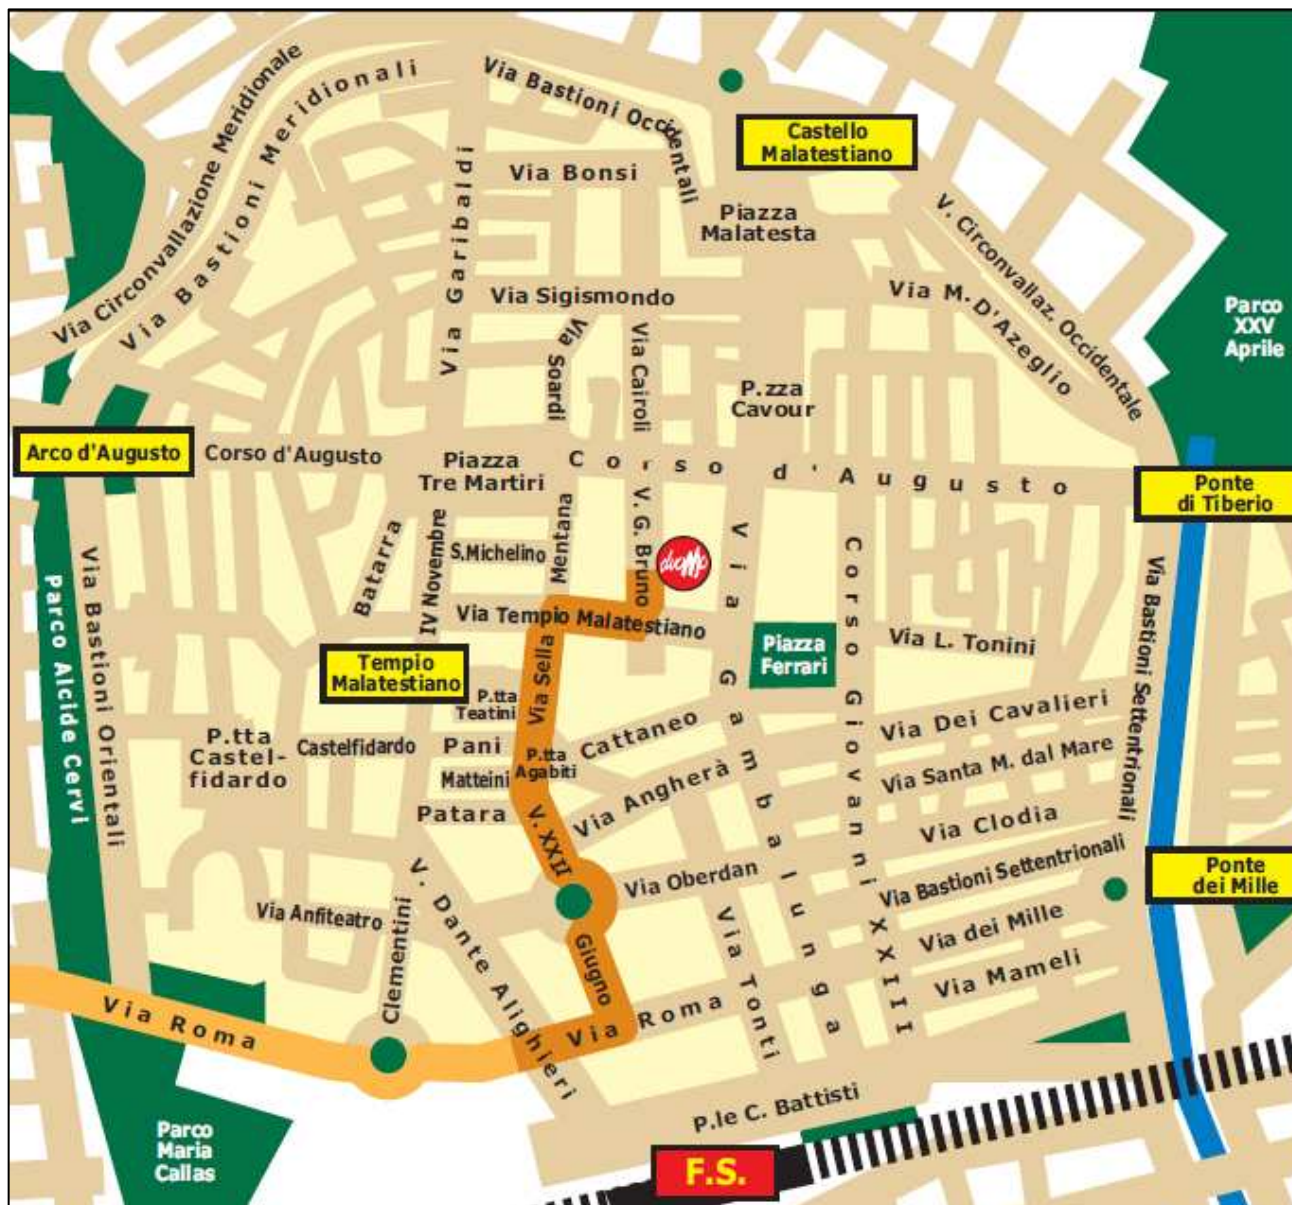 Via Circonvallazione Meridionale
Via Bastioni Meridionali
Via Bastioni Occidentali
Castello
Malatestiano
Via Bonsi
Via Garibaldi
Piazza
Malatesta
V. Circonvallaz. Occidentale
Via M. D'Azeglio
Parco
XXV
Aprile
Via Sigismondo
Via Soardi
Via Cairoli
P.zza
Cavour
Arco d'Augusto
Corso d'Augusto
Piazza
Tre Martiri
Corso d'Augusto
Ponte
di Tiberio
Batarra
IV Novembre
S.Michelino
Mentana
V. G. Bruno
duoMo
Via Gambalunga
Corso Giovanni XXIII
Via Bastioni Settentrionali
Parco Alcide Cervi
Via Bastioni Orientali
Via Tempio Malatestiano
Piazza
Ferrari
Via L. Tonini
Tempio
Malatestiano
Via Sella
P.tta
Teatini
P.tta
Castel-
fidardo
Castelfidardo
Pani
Matteini
Patara
P.tta
Agabiti
Cattaneo
Via Angherà
Via Dei Cavalieri
Via Santa M. dal Mare
Via Clodia
Via Bastioni Settentrionali
Ponte
dei Mille
V. XXII
Giugno
Via Oberdan
Via Anfiteatro
Clementini
V. Dante Alighieri
Via Tonti
Via dei Mille
Via Mameli
Via Roma
Via Roma
P.le C. Battisti
Parco
Maria
Callas
F.S.